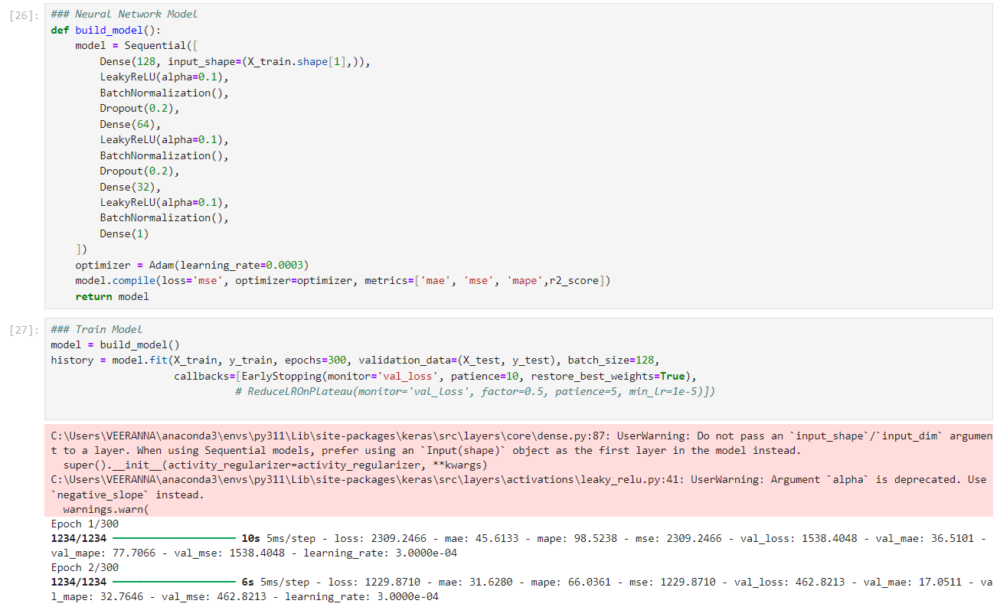 [26]:
### Neural Network Model
def build_model():
    model = Sequential([
        Dense(128, input_shape=(X_train.shape[1],)),
        LeakyReLU(alpha=0.1),
        BatchNormalization(),
        Dropout(0.2),
        Dense(64),
        LeakyReLU(alpha=0.1),
        BatchNormalization(),
        Dropout(0.2),
        Dense(32),
        LeakyReLU(alpha=0.1),
        BatchNormalization(),
        Dense(1)
    ])
    optimizer = Adam(learning_rate=0.0003)
    model.compile(loss='mse', optimizer=optimizer, metrics=['mae', 'mse', 'mape',r2_score])
    return model
[27]:
### Train Model
model = build_model()
history = model.fit(X_train, y_train, epochs=300, validation_data=(X_test, y_test), batch_size=128,
                    callbacks=[EarlyStopping(monitor='val_loss', patience=10, restore_best_weights=True),
                              # ReduceLROnPlateau(monitor='val_loss', factor=0.5, patience=5, min_lr=1e-5)])
C:\Users\VEERANNA\anaconda3\envs\py311\Lib\site-packages\keras\src\layers\core\dense.py:87: UserWarning: Do not pass an `input_shape`/`input_dim` argumen
t to a layer. When using Sequential models, prefer using an `Input(shape)` object as the first layer in the model instead.
  super().__init__(activity_regularizer=activity_regularizer, **kwargs)
C:\Users\VEERANNA\anaconda3\envs\py311\Lib\site-packages\keras\src\layers\activations\leaky_relu.py:41: UserWarning: Argument `alpha` is deprecated. Use
`negative_slope` instead.
  warnings.warn(
Epoch 1/300
1234/1234 ━━━━━━━━━━━━━━━━━━━━ 10s 5ms/step - loss: 2309.2466 - mae: 45.6133 - mape: 98.5238 - mse: 2309.2466 - val_loss: 1538.4048 - val_mae: 36.5101 -
val_mape: 77.7066 - val_mse: 1538.4048 - learning_rate: 3.0000e-04
Epoch 2/300
1234/1234 ━━━━━━━━━━━━━━━━━━━━ 6s 5ms/step - loss: 1229.8710 - mae: 31.6280 - mape: 66.0361 - mse: 1229.8710 - val_loss: 462.8213 - val_mae: 17.0511 - va
l_mape: 32.7646 - val_mse: 462.8213 - learning_rate: 3.0000e-04